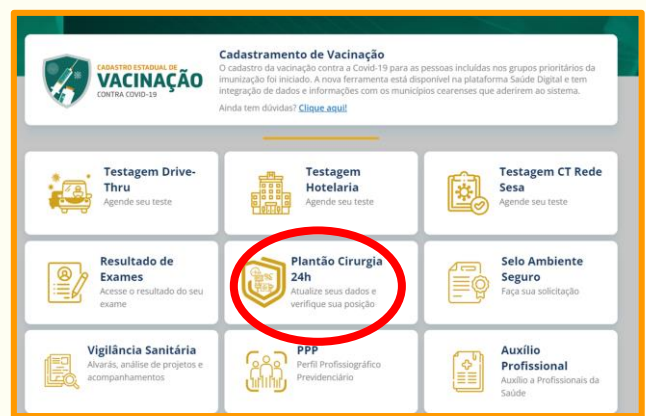 CADASTRO ESTADUAL DE
VACINAÇÃO
CONTRA COVID-19
Cadastramento de Vacinação
O cadastro da vacinação contra a Covid-19 para as pessoas incluídas nos grupos prioritários da
imunização foi iniciado. A nova ferramenta está disponível na plataforma Saúde Digital e tem
integração de dados e informações com os municípios cearenses que aderirem ao sistema.
Ainda tem dúvidas? Clique aqui!
Testagem Drive-
Thru
Agende seu teste
Testagem
Hotelaria
Agende seu teste
Testagem CT Rede
Sesa
Agende seu teste
Resultado de
Exames
Acesse o resultado do seu
exame
Plantão Cirurgia
24h
Atualize seus dados e
verifique sua posição
Selo Ambiente
Seguro
Faça sua solicitação
Vigilância Sanitária
Alvarás, análise de projetos e
acompanhamentos
PPP
Perfil Profissiográfico
Previdenciário
Auxílio
Profissional
Auxílio a Profissionais da
Saúde